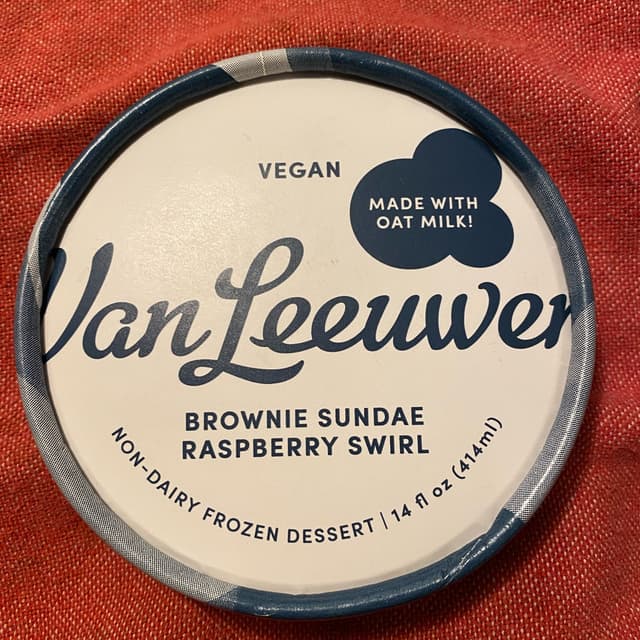 VEGAN
MADE WITH
OAT MILK!
Van Leeuwen
BROWNIE SUNDAE
RASPBERRY SWIRL
NON-DAIRY FROZEN DESSERT | 14 fl oz (414ml)